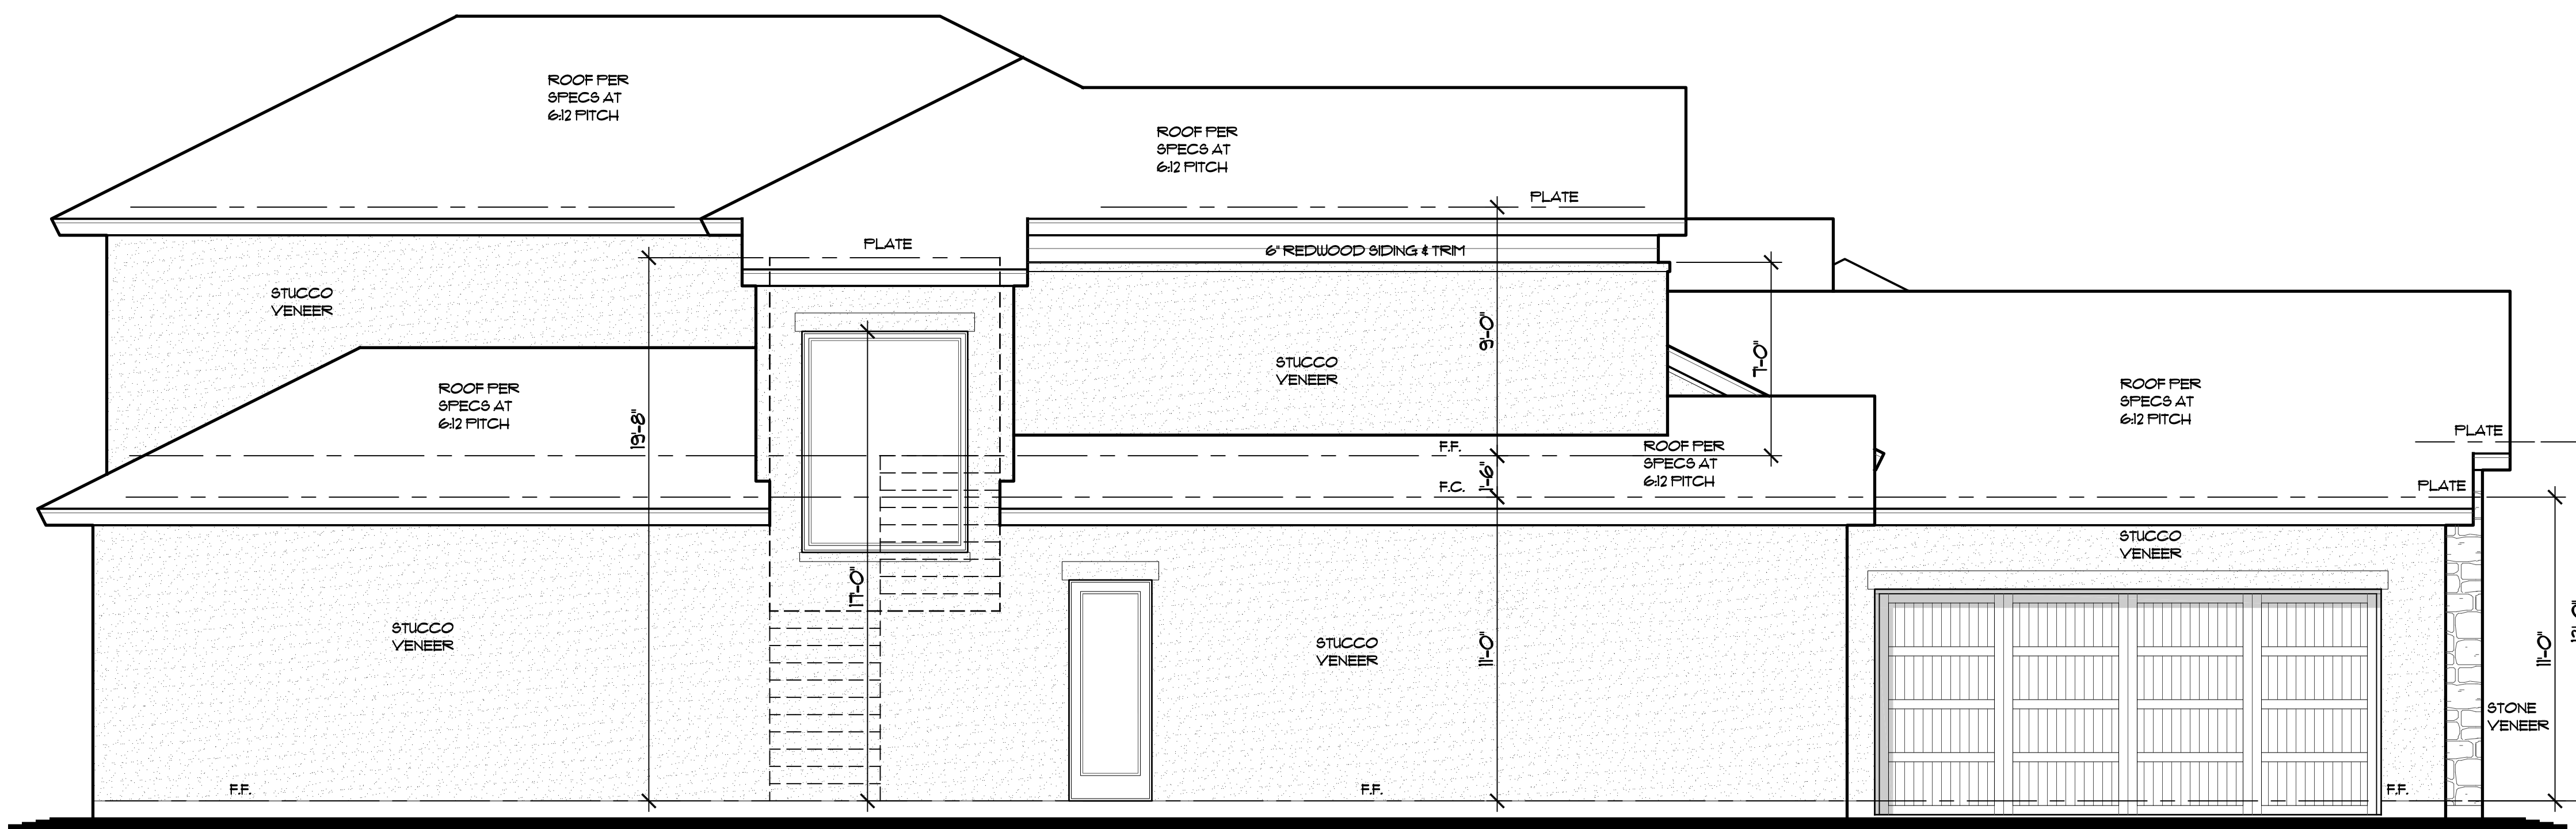 ROOF PER
SPECS AT
6:12 PITCH
ROOF PER
SPECS AT
6:12 PITCH
PLATE
PLATE
6" REDWOOD SIDING & TRIM
STUCCO
VENEER
9'-0"
7'-0"
STUCCO
VENEER
ROOF PER
SPECS AT
6:12 PITCH
19'-8"
ROOF PER
SPECS AT
6:12 PITCH
PLATE
F.F.
ROOF PER
SPECS AT
6:12 PITCH
1'-6"
F.C.
PLATE
STUCCO
VENEER
17'-0"
STUCCO
VENEER
STUCCO
VENEER
11'-0"
11'-0"
STONE
VENEER
F.F.
F.F.
F.F.